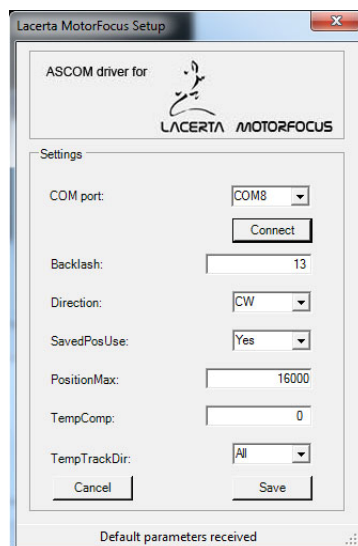 Lacerta MotorFocus Setup
X
ASCOM driver for
LACERTA MOTORFOCUS
Settings
COM port: COM8
Connect
Backlash: 13
Direction: CW
SavedPosUse: Yes
PositionMax: 16000
TempComp: 0
TempTrackDir: All
Cancel Save
Default parameters received